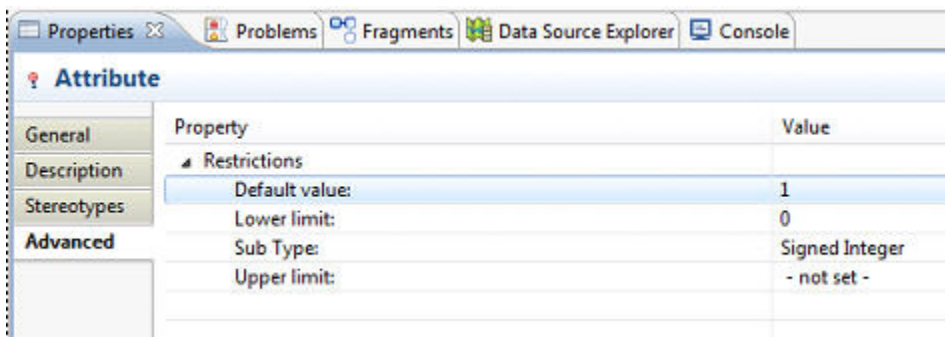 Properties Problems Fragments Data Source Explorer Console
Attribute
General
Description
Stereotypes
Advanced
Property Value
Restrictions
Default value: 1
Lower limit: 0
Sub Type: Signed Integer
Upper limit: - not set -